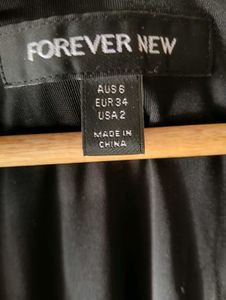 FOREVER NEW
AUS 6
EUR 34
USA 2
MADE IN
CHINA